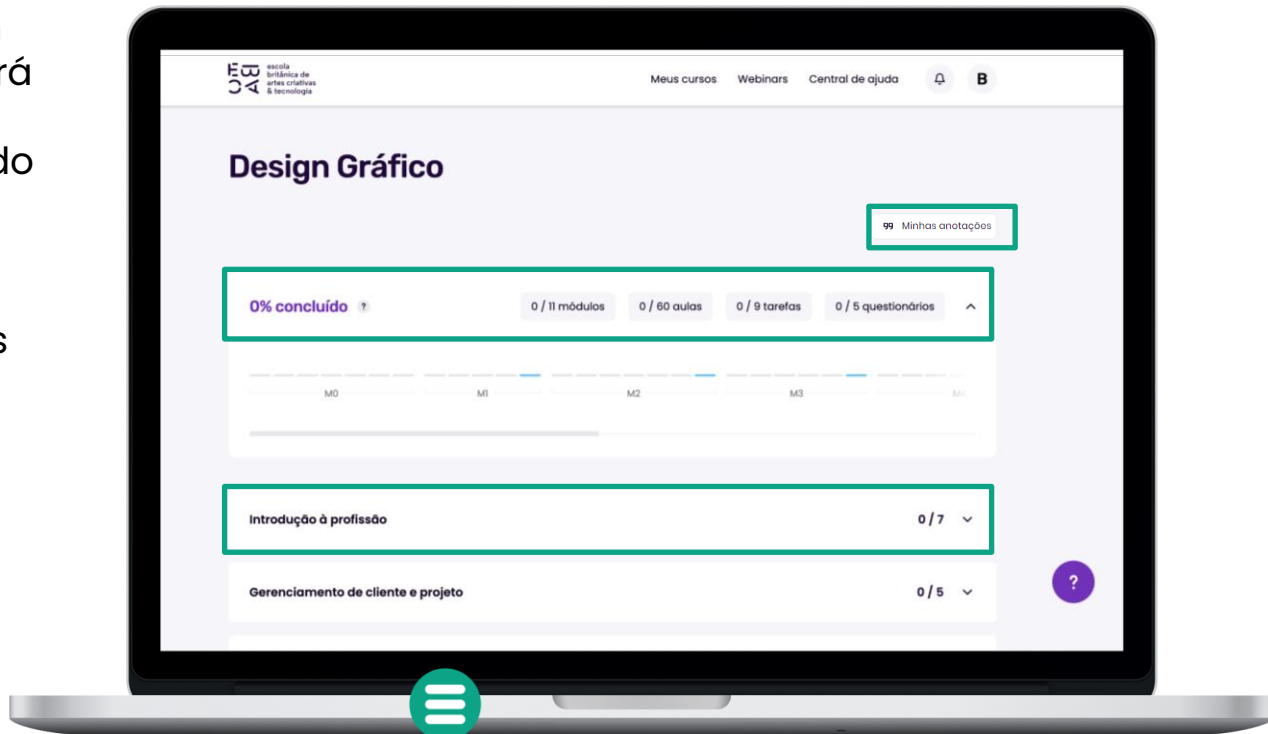 rá
do
s
EBAC
escola
britânica de
artes criativas
& tecnologia
Meus cursos Webinars Central de ajuda B
Design Gráfico
99 Minhas anotações
0% concluído ? 0 / 11 módulos 0 / 60 aulas 0 / 9 tarefas 0 / 5 questionários
M0 M1 M2 M3
Introdução à profissão 0 / 7
Gerenciamento de cliente e projeto 0 / 5
?